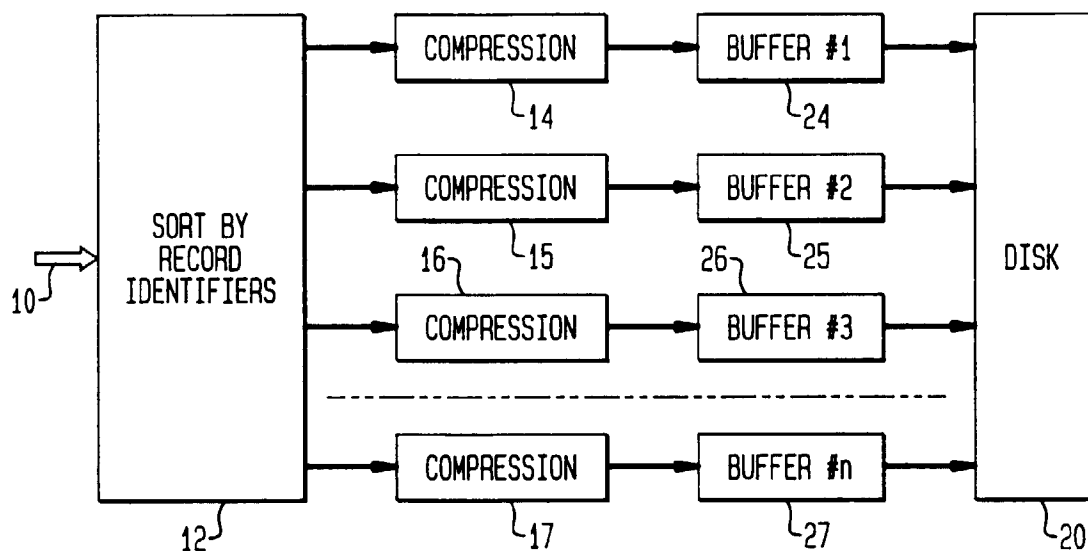 COMPRESSION
BUFFER #1
14
24
COMPRESSION
BUFFER #2
SORT BY
RECORD
IDENTIFIERS
10
15
25
16
26
DISK
COMPRESSION
BUFFER #3
COMPRESSION
BUFFER #n
12
17
27
20